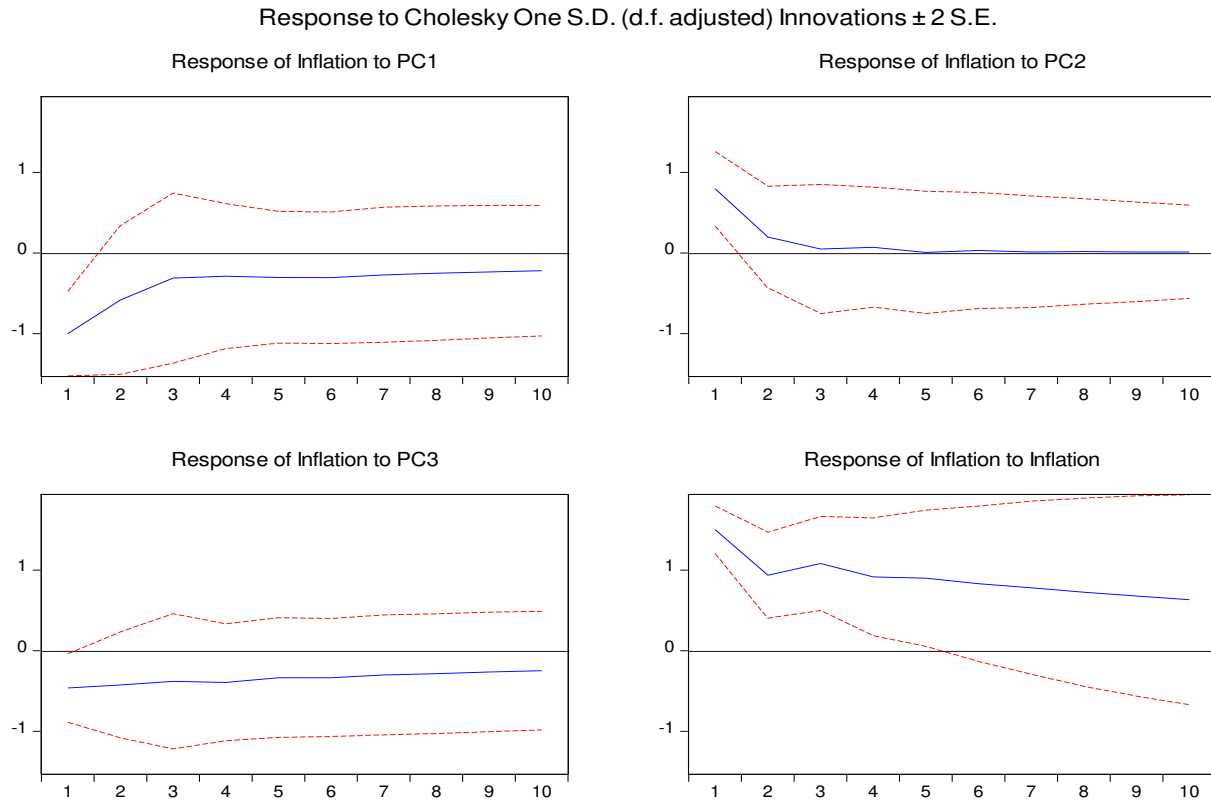 Response to Cholesky One S.D. (d.f. adjusted) Innovations ± 2 S.E.
Response of Inflation to PC1
1
0
-1
1 2 3 4 5 6 7 8 9 10
Response of Inflation to PC2
1
0
-1
1 2 3 4 5 6 7 8 9 10
Response of Inflation to PC3
1
0
-1
1 2 3 4 5 6 7 8 9 10
Response of Inflation to Inflation
1
0
-1
1 2 3 4 5 6 7 8 9 10